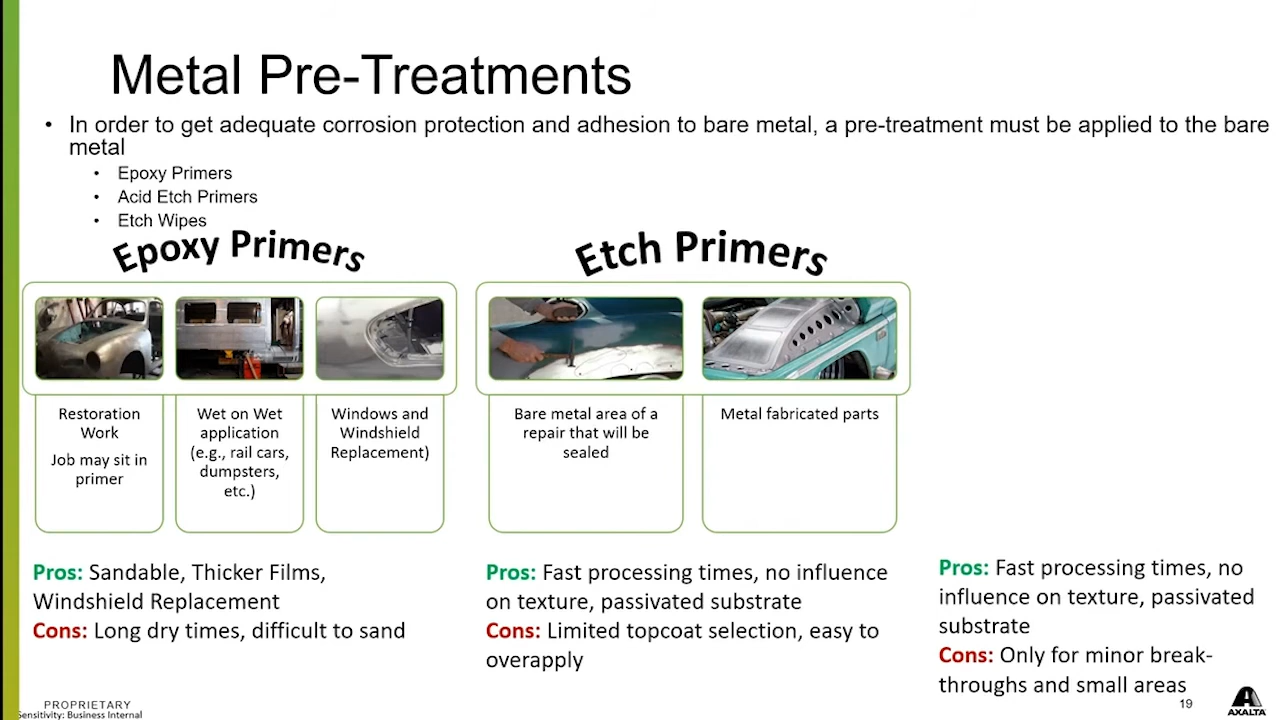 Metal Pre-Treatments
• In order to get adequate corrosion protection and adhesion to bare metal, a pre-treatment must be applied to the bare
metal
• Epoxy Primers
• Acid Etch Primers
• Etch Wipes
Epoxy Primers
Restoration
Work
Job may sit in
primer
Wet on Wet
application
(e.g., rail cars,
dumpsters,
etc.)
Windows and
Windshield
Replacement)
Pros: Sandable, Thicker Films,
Windshield Replacement
Cons: Long dry times, difficult to sand
Etch Primers
Bare metal area of a
repair that will be
sealed
Metal fabricated parts
Pros: Fast processing times, no influence
on texture, passivated substrate
Cons: Limited topcoat selection, easy to
overapply
Pros: Fast processing times, no
influence on texture, passivated
substrate
Cons: Only for minor break-
throughs and small areas
PROPRIETARY
Sensitivity: Business Internal
19
AXALTA